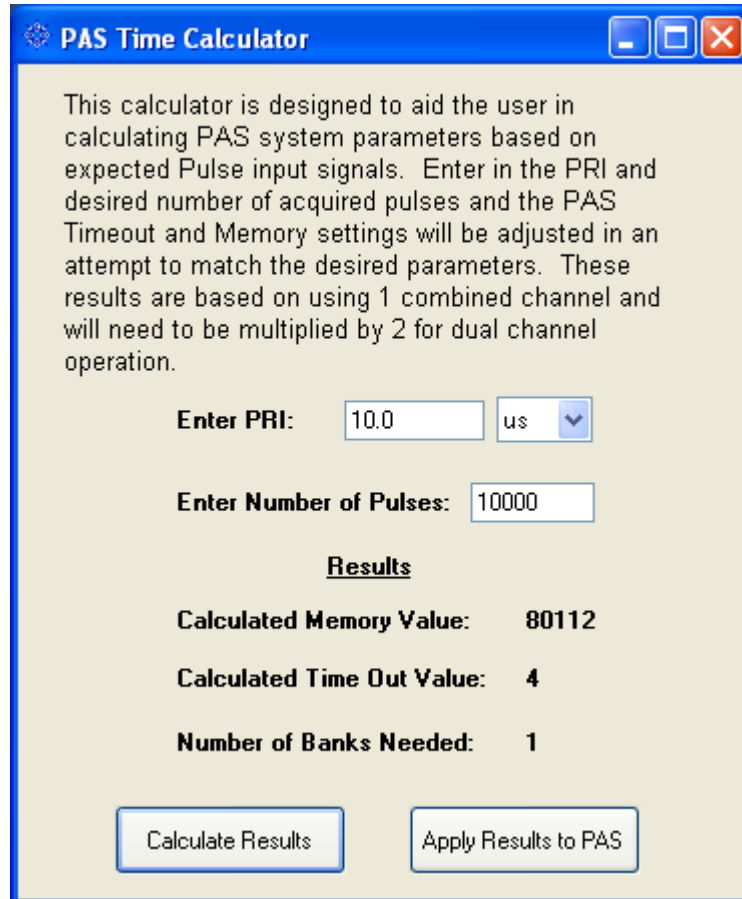 PAS Time Calculator
This calculator is designed to aid the user in
calculating PAS system parameters based on
expected Pulse input signals.  Enter in the PRI and
desired number of acquired pulses and the PAS
Timeout and Memory settings will be adjusted in an
attempt to match the desired parameters.  These
results are based on using 1 combined channel and
will need to be multiplied by 2 for dual channel
operation.
Enter PRI: 10.0 us
Enter Number of Pulses: 10000
Results
Calculated Memory Value: 80112
Calculated Time Out Value: 4
Number of Banks Needed: 1
Calculate Results Apply Results to PAS